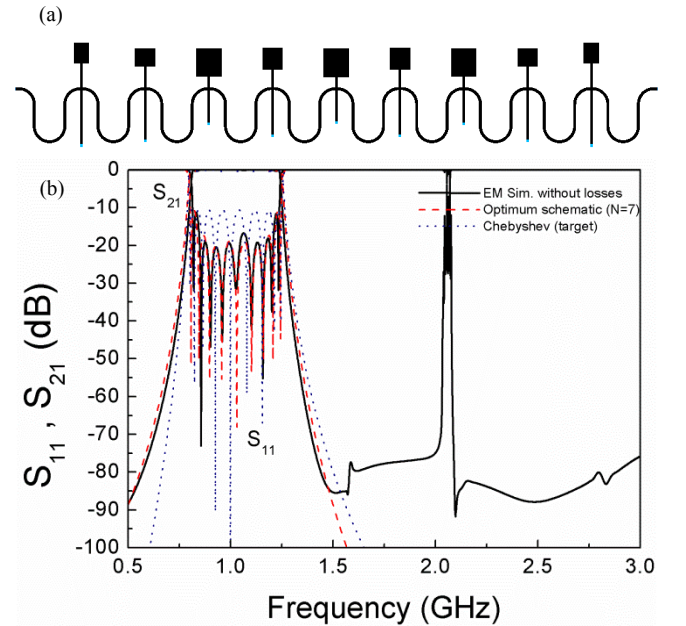 (a)
(b)
0
-10
-20
-30
-40
-50
-60
-70
-80
-90
-100
S11 , S21 (dB)
S21
S11
EM Sim. without losses
Optimum schematic (N=7)
Chebyshev (target)
0.5
1.0
1.5
2.0
2.5
3.0
Frequency (GHz)